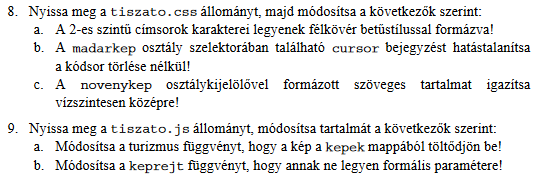 8. Nyissa meg a tiszato.css állományt, majd módosítsa a következők szerint:
a. A 2-es szintű címsorok karakterei legyenek félkövér betűstílussal formázva!
b. A madarkep osztály szelektorában található cursor bejegyzést hatástalanítsa
a kódsor törlése nélkül!
c. A novenykep osztálykijelölővel formázott szöveges tartalmat igazítsa
vízszintesen középre!
9. Nyissa meg a tiszato.js állományt, módosítsa tartalmát a következők szerint:
a. Módosítsa a turizmus függvényt, hogy a kép a kepek mappából töltődjön be!
b. Módosítsa a keprejt függvényt, hogy annak ne legyen formális paramétere!